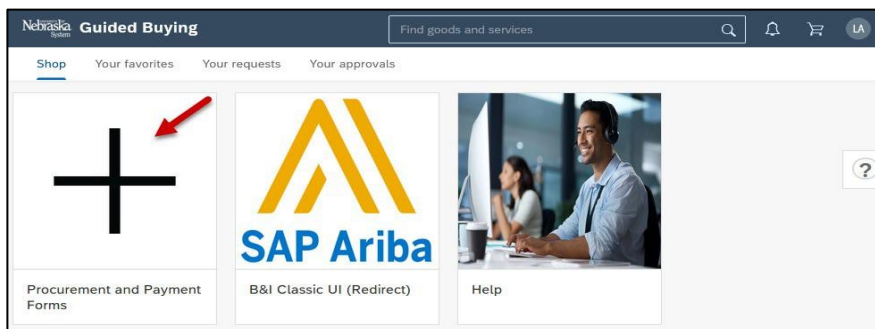 Nebraska System Guided Buying
Find goods and services
LA
Shop Your favorites Your requests Your approvals
SAP Ariba
?
Procurement and Payment
Forms
B&I Classic UI (Redirect)
Help